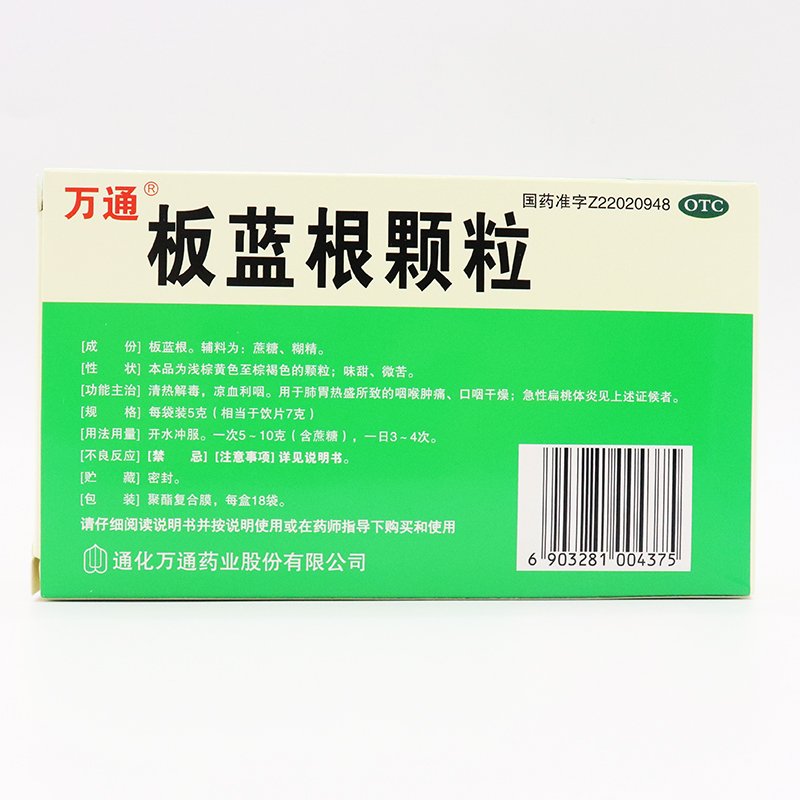 万通®
国药准字Z22020948 OTC
板蓝根颗粒
[成　份] 板蓝根。辅料为：蔗糖、糊精。
[性　状] 本品为浅棕黄色至棕褐色的颗粒；味甜、微苦。
[功能主治] 清热解毒，凉血利咽。用于肺胃热盛所致的咽喉肿痛、口咽干燥；急性扁桃体炎见上述证候者。
[规　格] 每袋装5克（相当于饮片7克）
[用法用量] 开水冲服。一次5～10克（含蔗糖），一日3～4次。
[不良反应] [禁　忌] [注意事项] 详见说明书。
[贮　藏] 密封。
[包　装] 聚酯复合膜，每盒18袋。
请仔细阅读说明书并按说明使用或在药师指导下购买和使用
通化万通药业股份有限公司
6 903281 004375